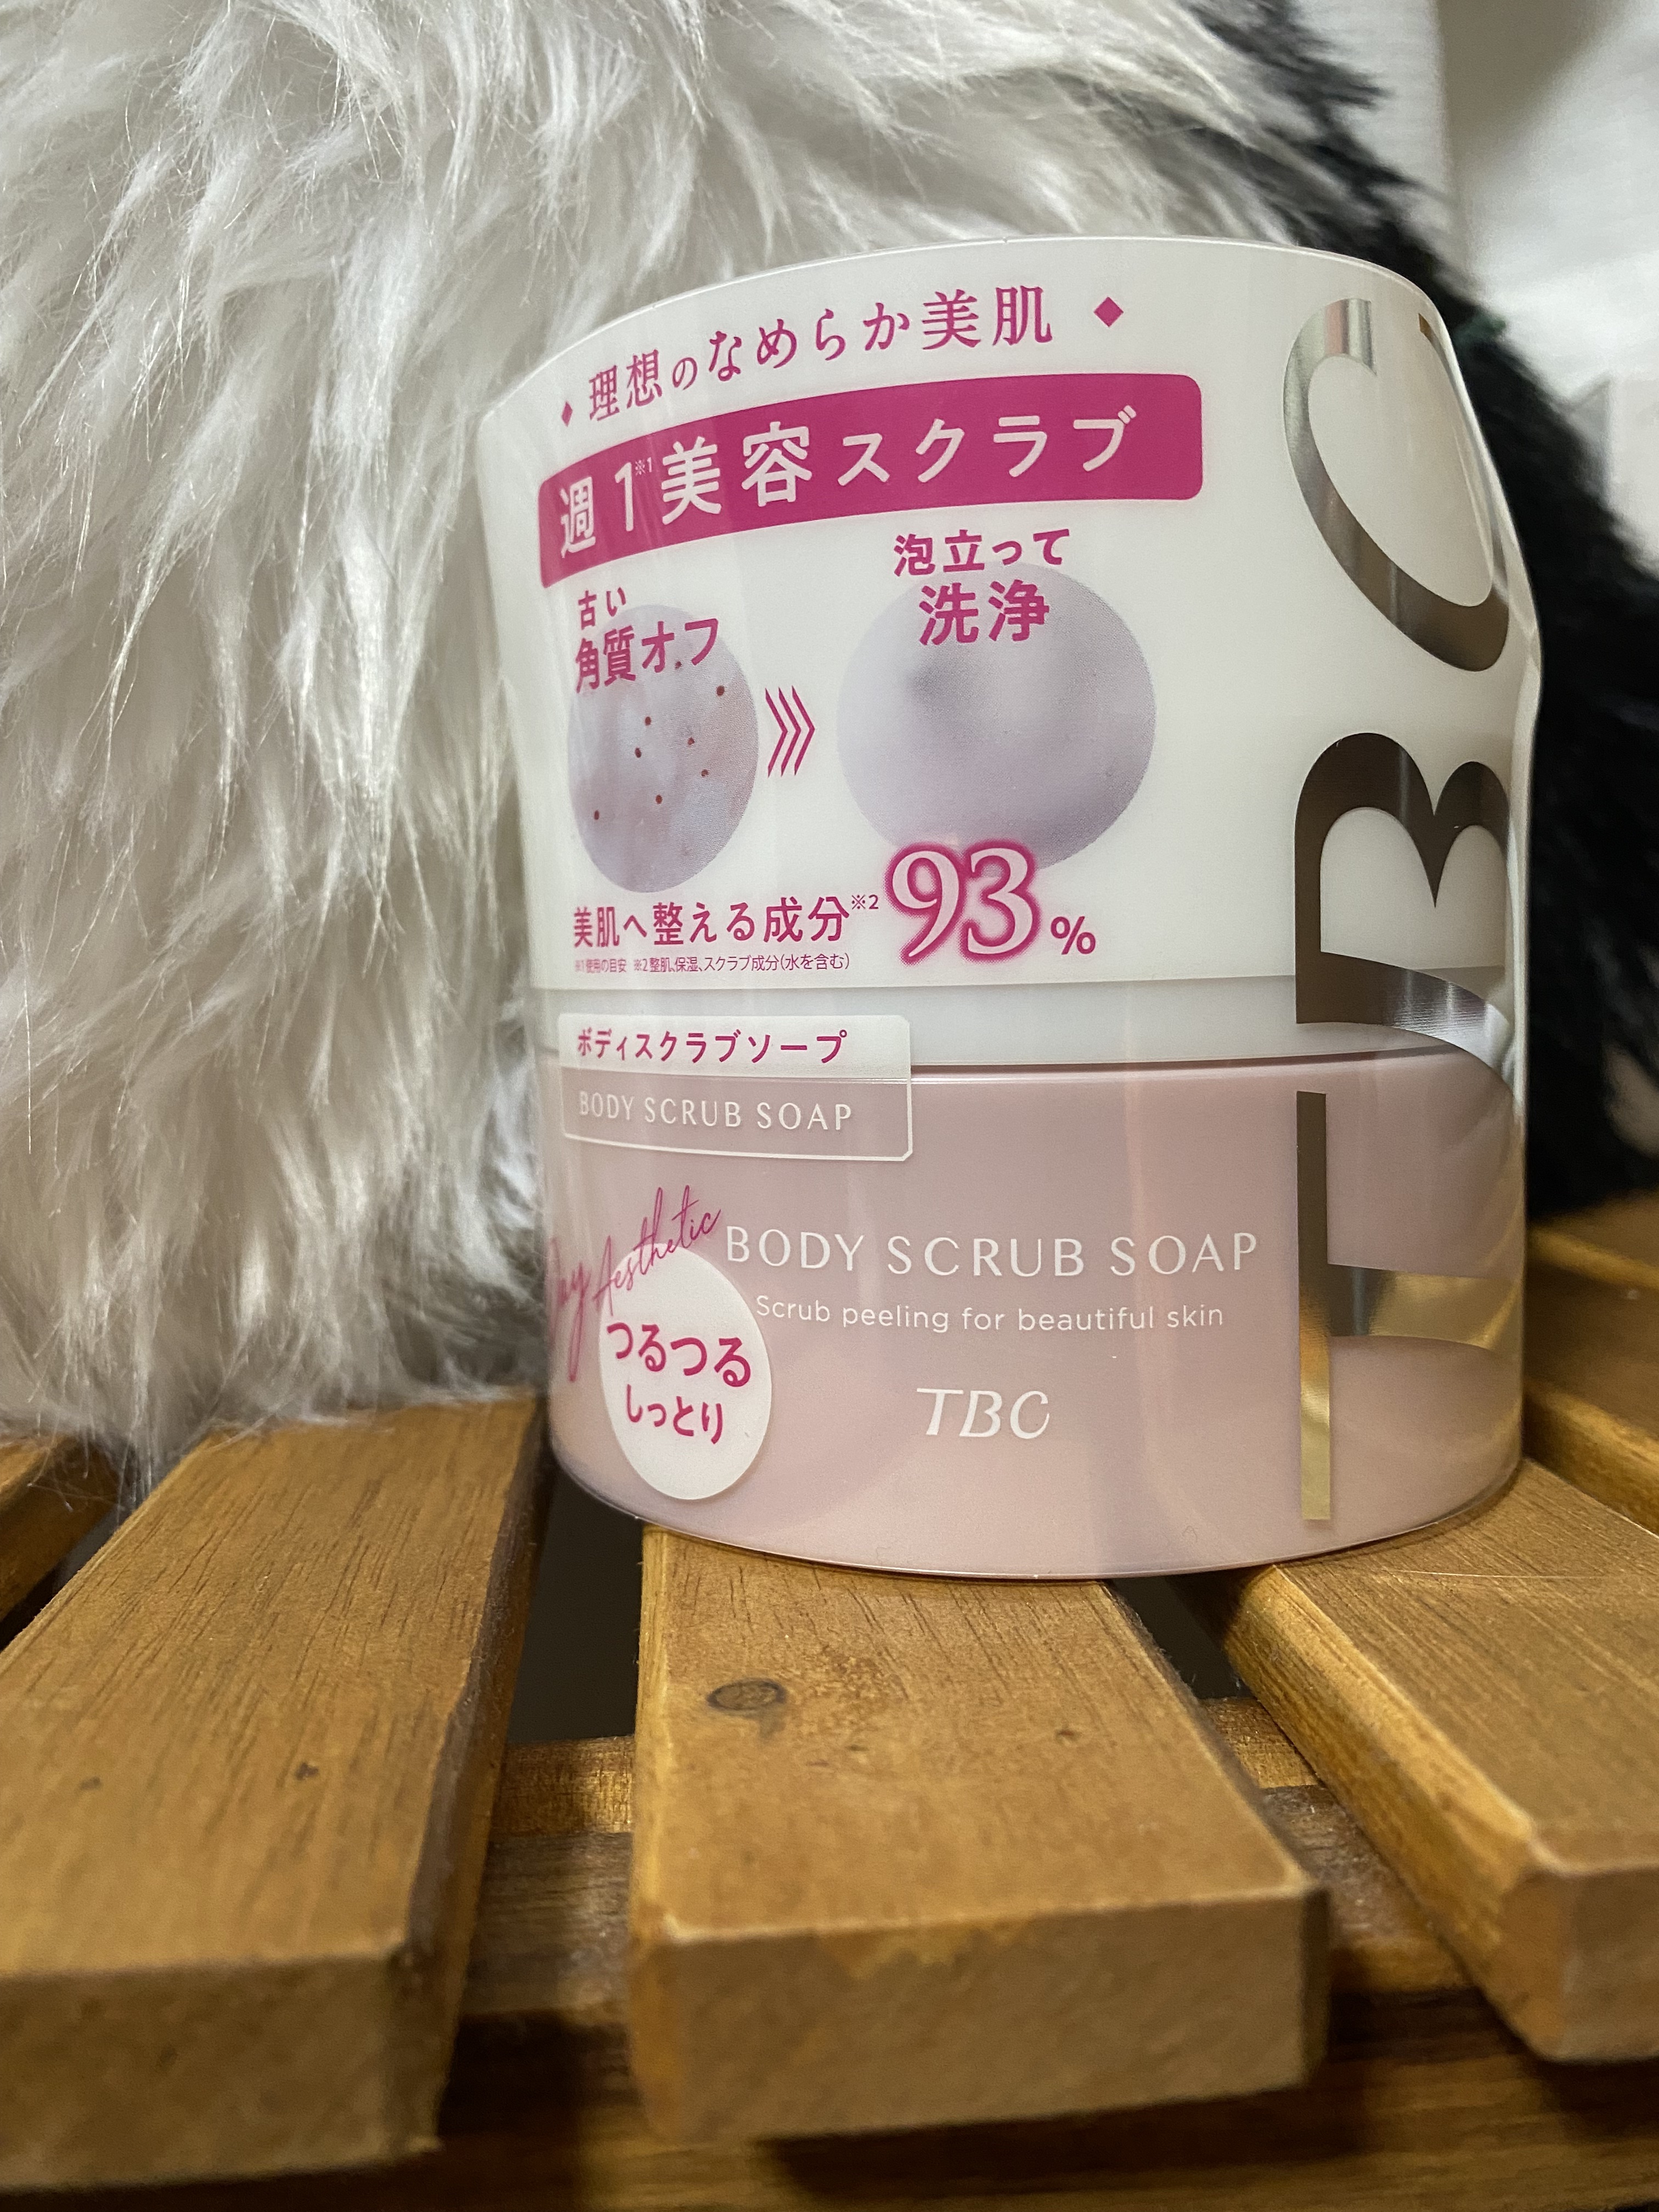 ◆ 理想のなめらか美肌 ◆
週1※1美容スクラブ
古い
角質オフ
泡立って
洗浄
美肌へ整える成分※2 93%
※1使用の目安 ※2整肌、保湿、スクラブ成分(水を含む)
ボディスクラブソープ
BODY SCRUB SOAP
Aesthetic
BODY SCRUB SOAP
Scrub peeling for beautiful skin
つるつる
しっとり
TBC
TBC